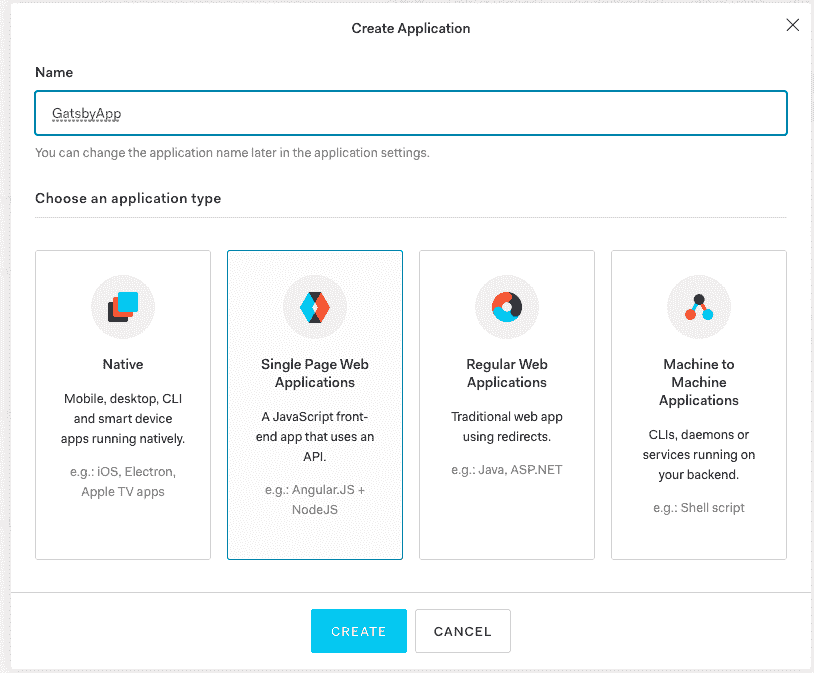 Create Application
Name
GatsbyApp
You can change the application name later in the application settings.
Choose an application type
Native
Mobile, desktop, CLI
and smart device
apps running natively.
e.g.: iOS, Electron,
Apple TV apps
Single Page Web
Applications
A JavaScript front-
end app that uses an
API.
e.g.: Angular.JS +
NodeJS
Regular Web
Applications
Traditional web app
using redirects.
e.g.: Java, ASP.NET
Machine to
Machine
Applications
CLIs, daemons or
services running on
your backend.
e.g.: Shell script
CREATE
CANCEL